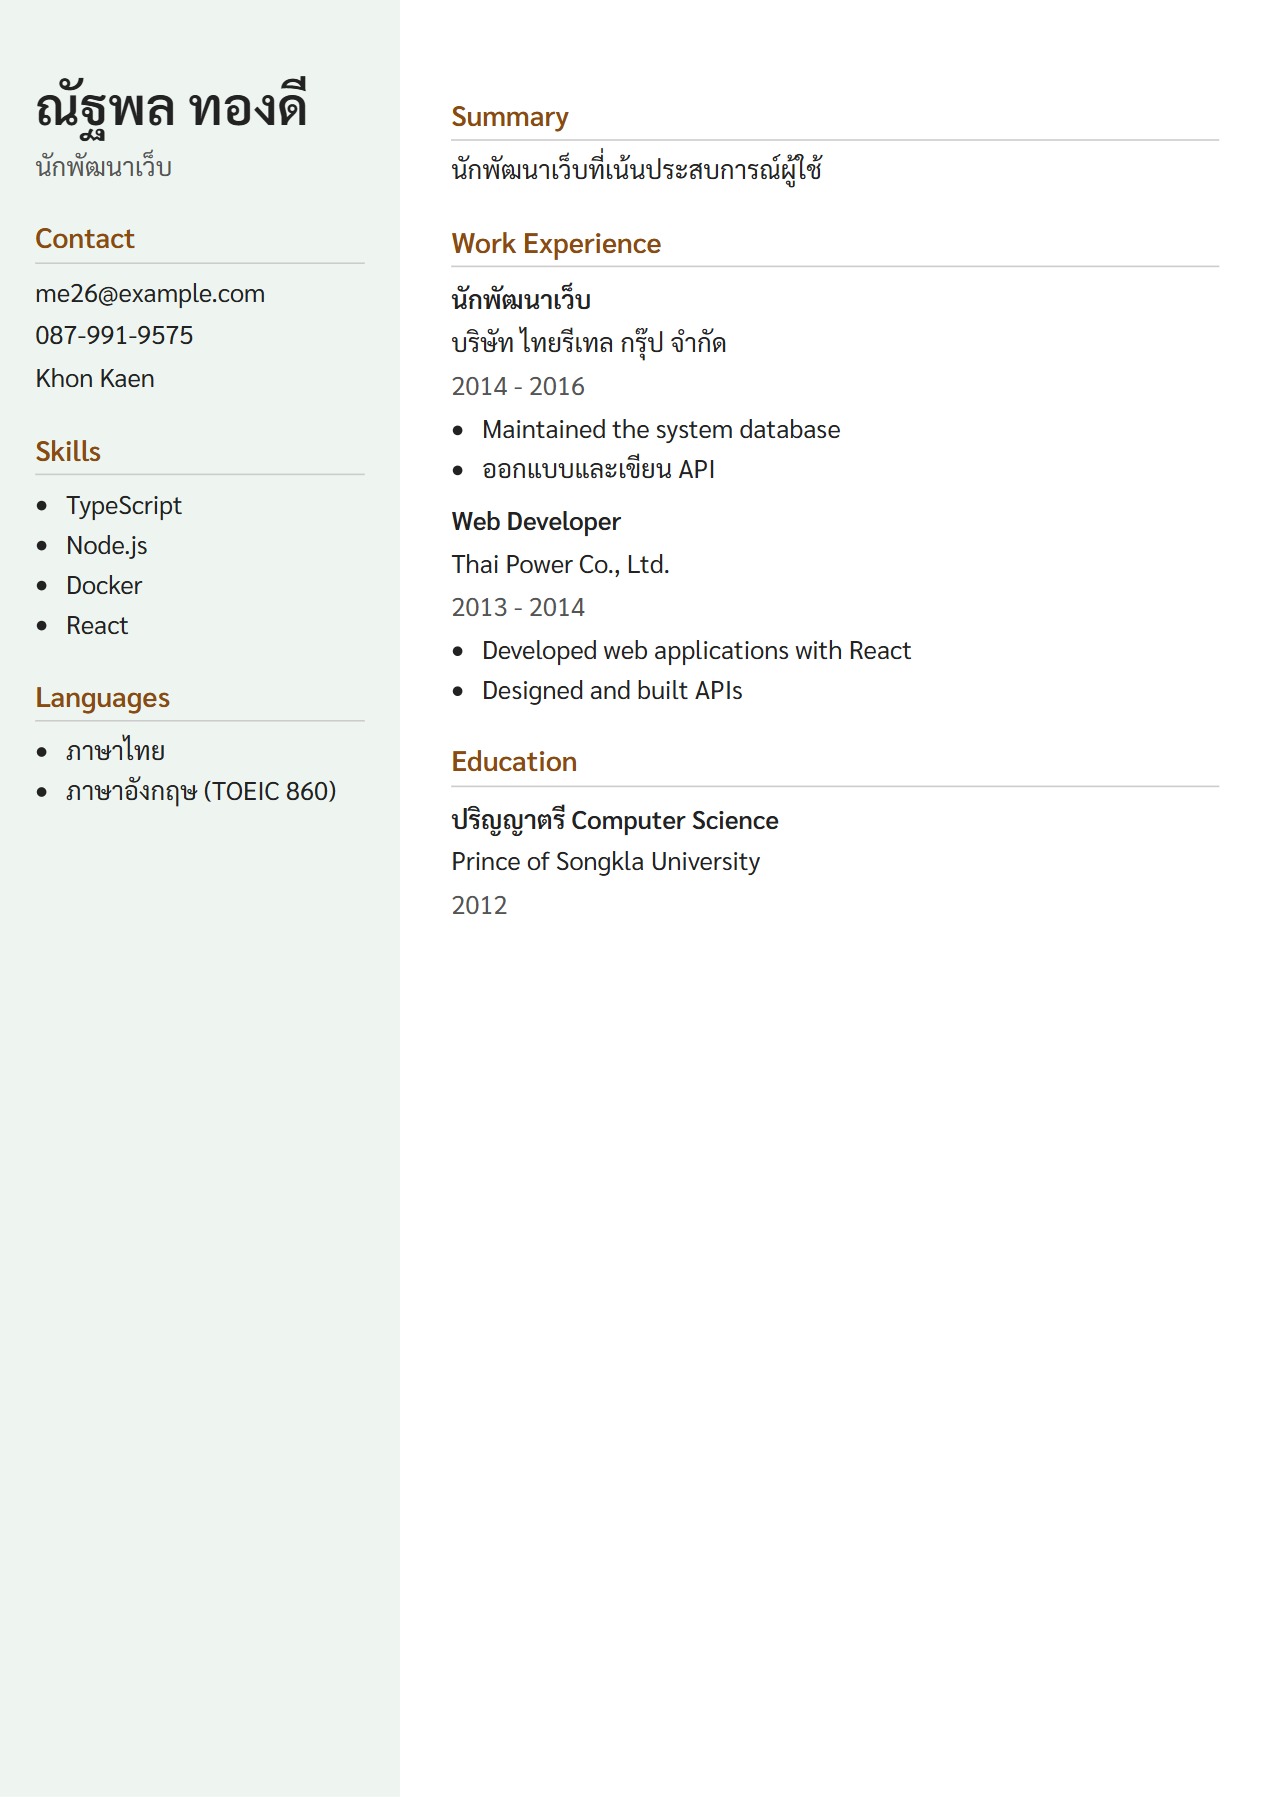 ณัฐพล ทองดี
นักพัฒนาเว็บ
Contact
me26@example.com
087-991-9575
Khon Kaen
Skills
• TypeScript
• Node.js
• Docker
• React
Languages
• ภาษาไทย
• ภาษาอังกฤษ (TOEIC 860)
Summary
นักพัฒนาเว็บที่เน้นประสบการณ์ผู้ใช้
Work Experience
นักพัฒนาเว็บ
บริษัท ไทยรีเทล กรุ๊ป จำกัด
2014 - 2016
• Maintained the system database
• ออกแบบและเขียน API
Web Developer
Thai Power Co., Ltd.
2013 - 2014
• Developed web applications with React
• Designed and built APIs
Education
ปริญญาตรี Computer Science
Prince of Songkla University
2012